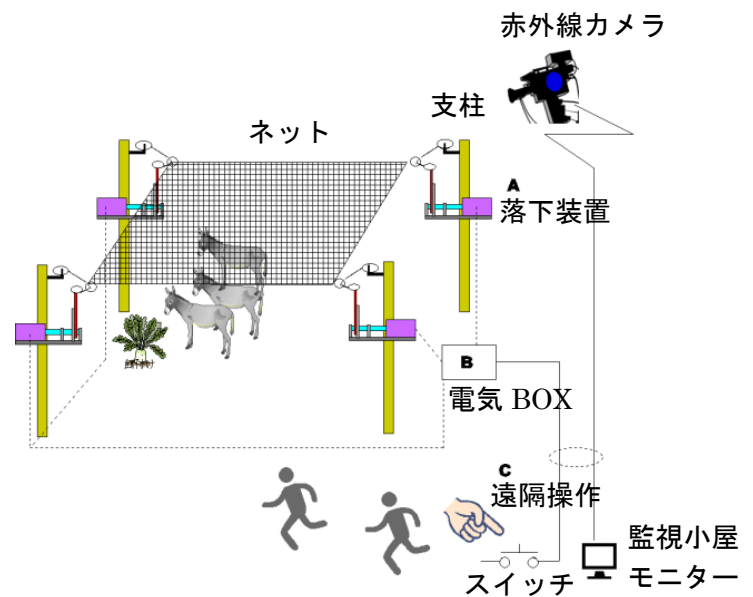 赤外線カメラ
支柱
ネット
A
落下装置
B
電気 BOX
C
遠隔操作
監視小屋
モニター
スイッチ